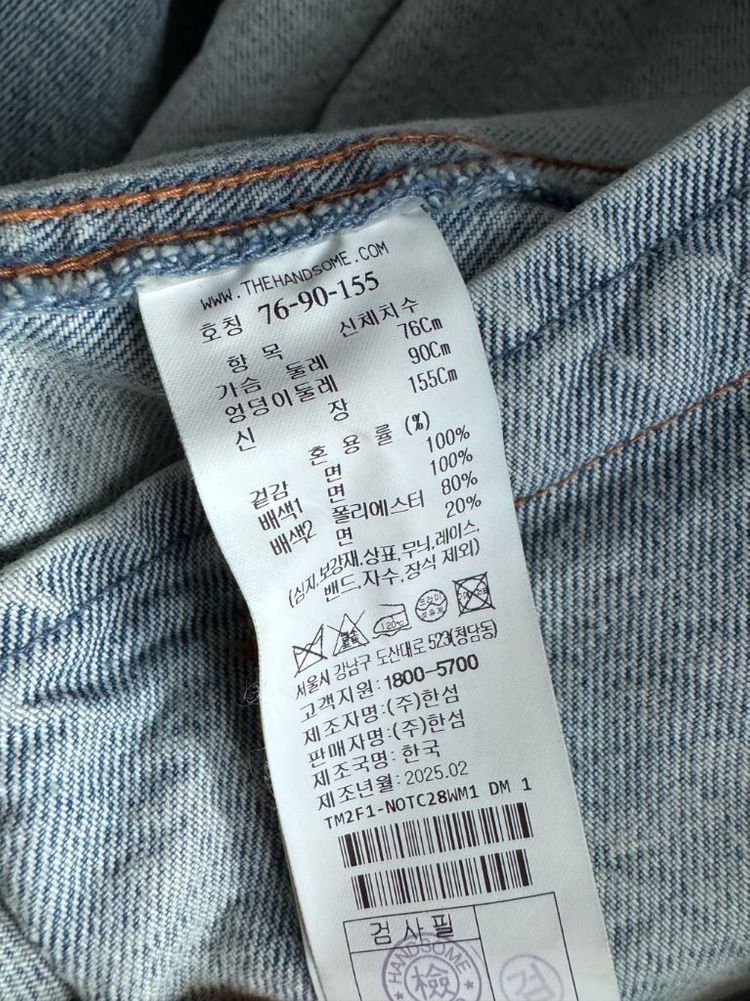 WWW.THEHANDSOME.COM
호칭 76-90-155
항 목 신체치수
가슴 둘레 76Cm
엉덩이둘레 90Cm
신 장 155Cm
혼 용 률 (%)
겉감 면 100%
배색1 면 100%
배색2 폴리에스터 80%
면 20%
(심지,보강재,상표,무늬,레이스,
밴드,자수,장식 제외)
120℃ 드라이
서울시 강남구 도산대로 523(청담동)
고객지원:1800-5700
제조자명:(주)한섬
판매자명:(주)한섬
제조국명: 한국
제조년월: 2025.02
TM2F1-NOTC28WM1 DM 1
검 사 필
HANDSOME
檢